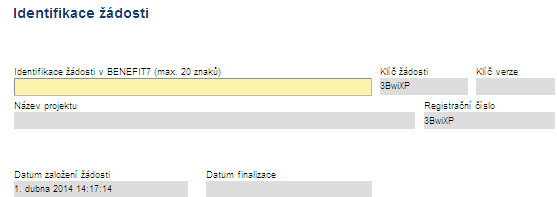 Identifikace žádosti
Identifikace žádosti v BENEFIT7 (max. 20 znaků) Klíč žádosti Klíč verze
3BwiXP
Název projektu Registrační číslo
3BwiXP
Datum založení žádosti Datum finalizace
1. dubna 2014 14:17:14